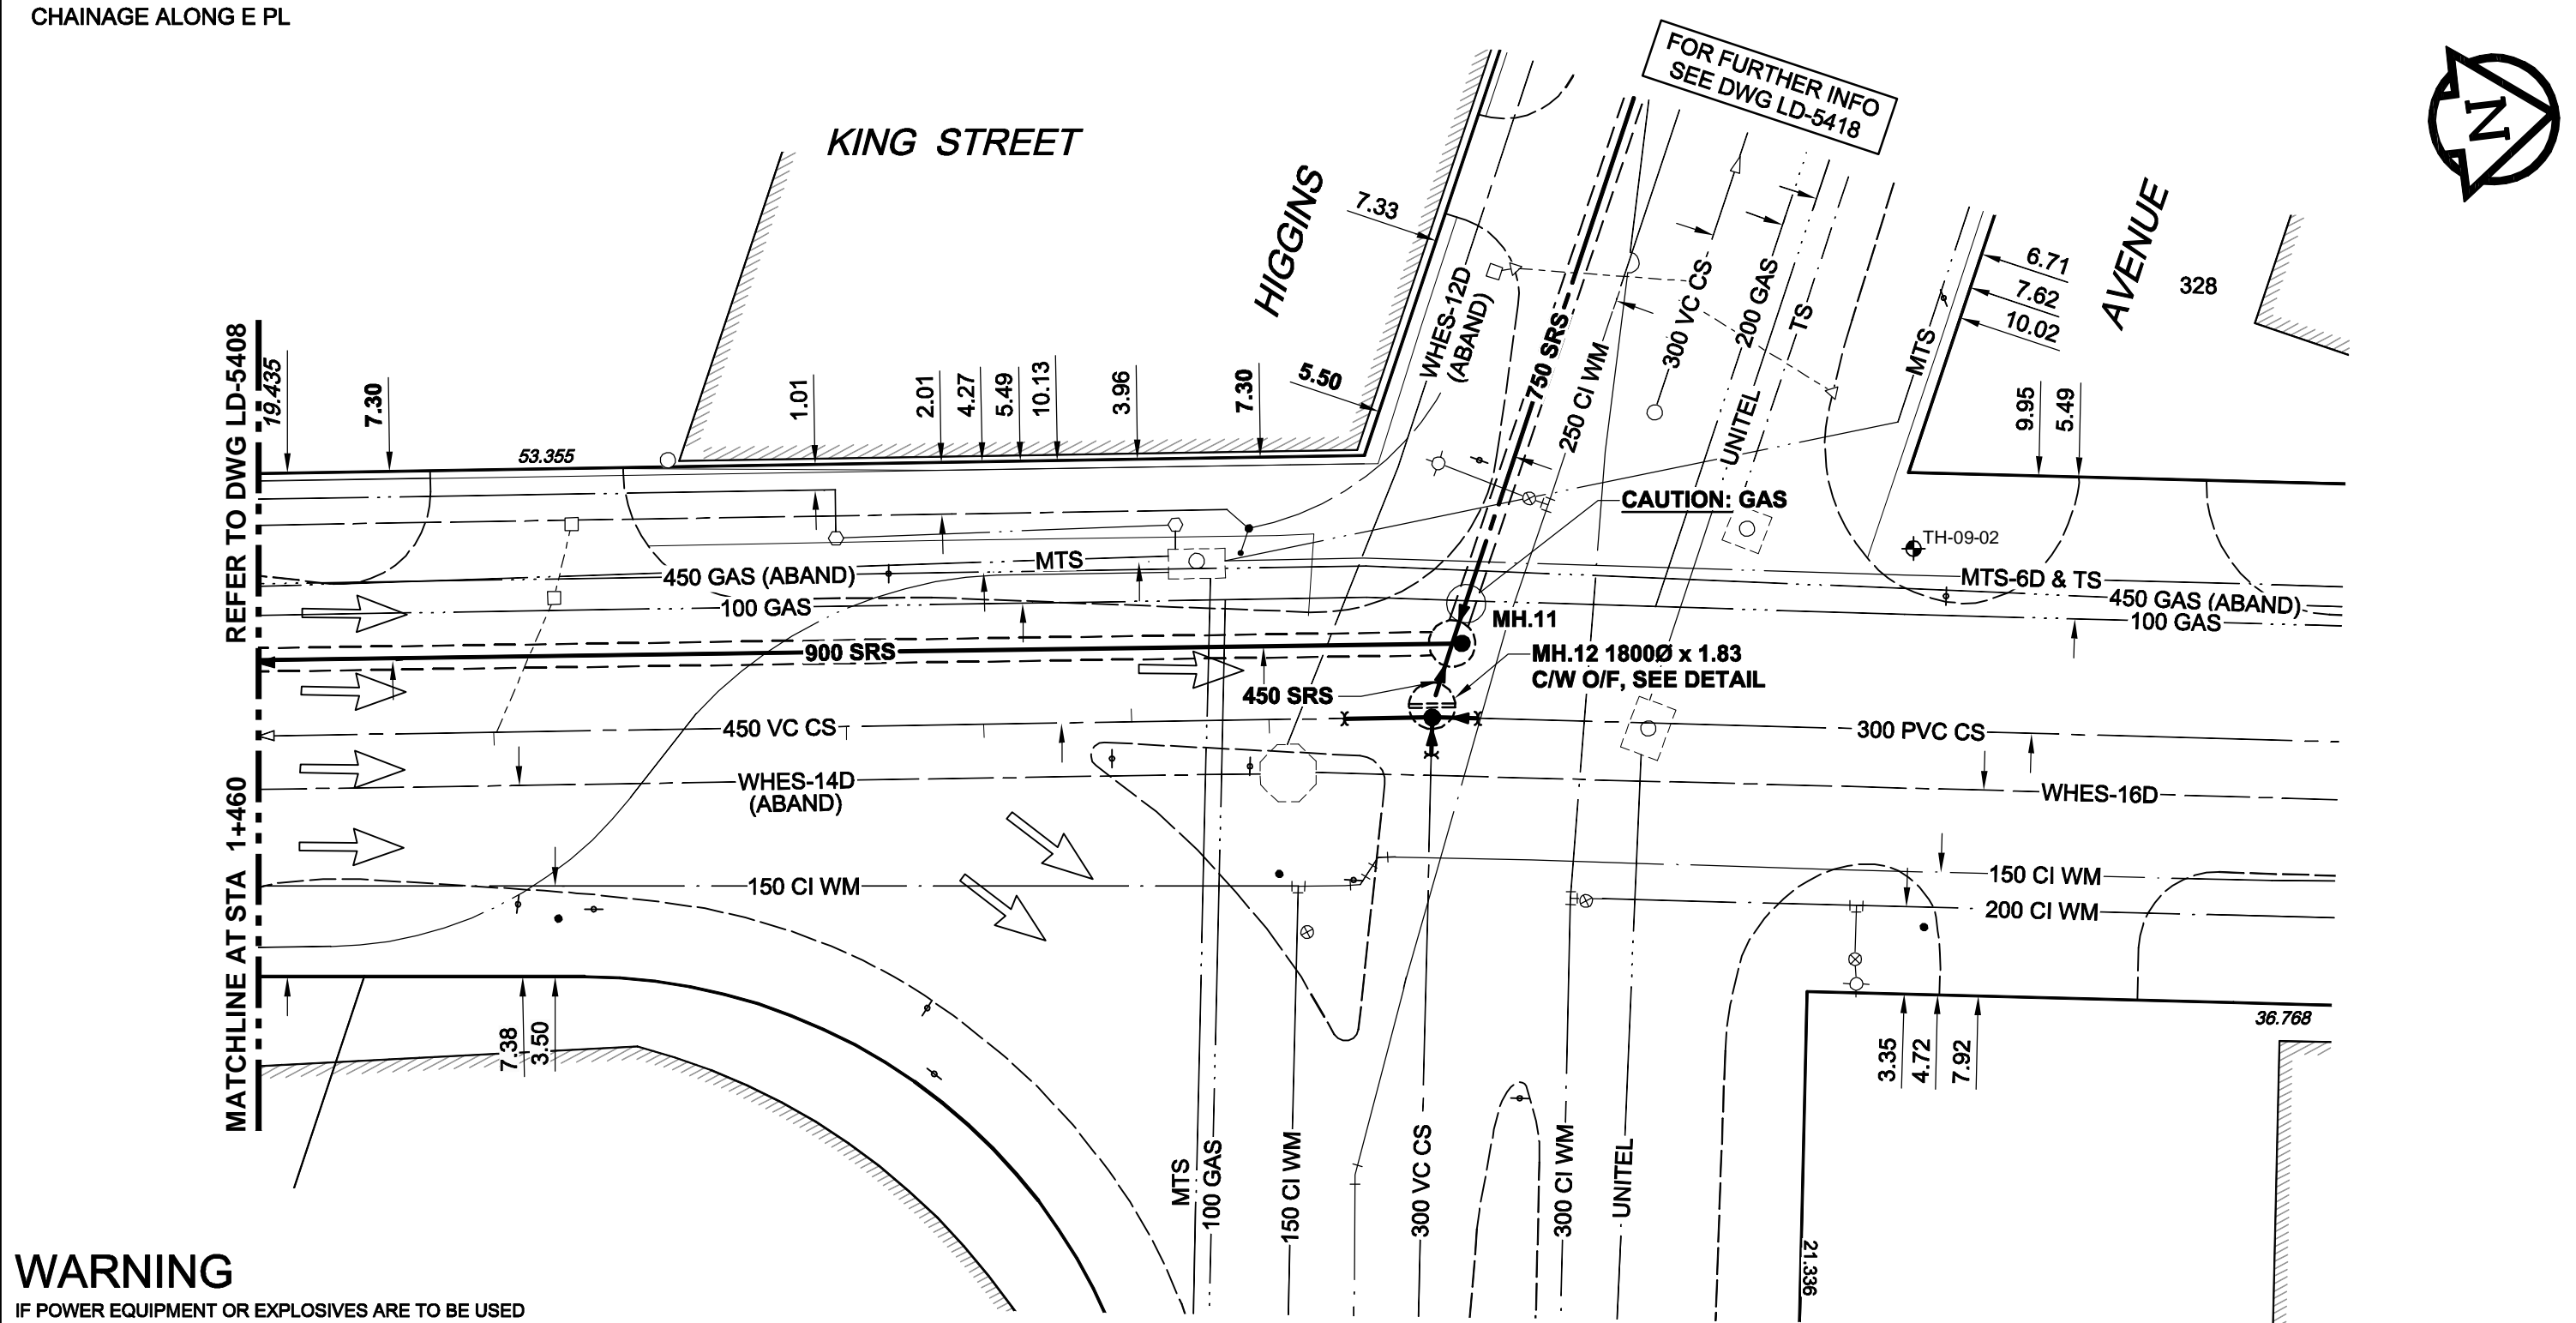 CHAINAGE ALONG E PL
FOR FURTHER INFO
SEE DWG LD-5418
N
KING STREET
HIGGINS
AVENUE
328
7.33
6.71
7.62
10.02
REFER TO DWG LD-5408
MATCHLINE AT STA 1+460
19.435
7.30
53.355
1.01
2.01
4.27
5.49
10.13
3.96
7.30
5.50
WHES-12D
(ABAND)
750 SRS
250 CI WM
300 VC CS
200 GAS
TS
UNITEL
MTS
9.95
5.49
CAUTION: GAS
TH-09-02
MTS
450 GAS (ABAND)
100 GAS
MTS-6D & TS
450 GAS (ABAND)
100 GAS
MH.11
900 SRS
MH.12 1800Ø x 1.83
C/W O/F, SEE DETAIL
450 SRS
450 VC CS
300 PVC CS
WHES-14D
(ABAND)
WHES-16D
150 CI WM
150 CI WM
200 CI WM
7.38
3.50
36.768
3.35
4.72
7.92
MTS
100 GAS
150 CI WM
300 VC CS
300 CI WM
UNITEL
21.336
WARNING
IF POWER EQUIPMENT OR EXPLOSIVES ARE TO BE USED